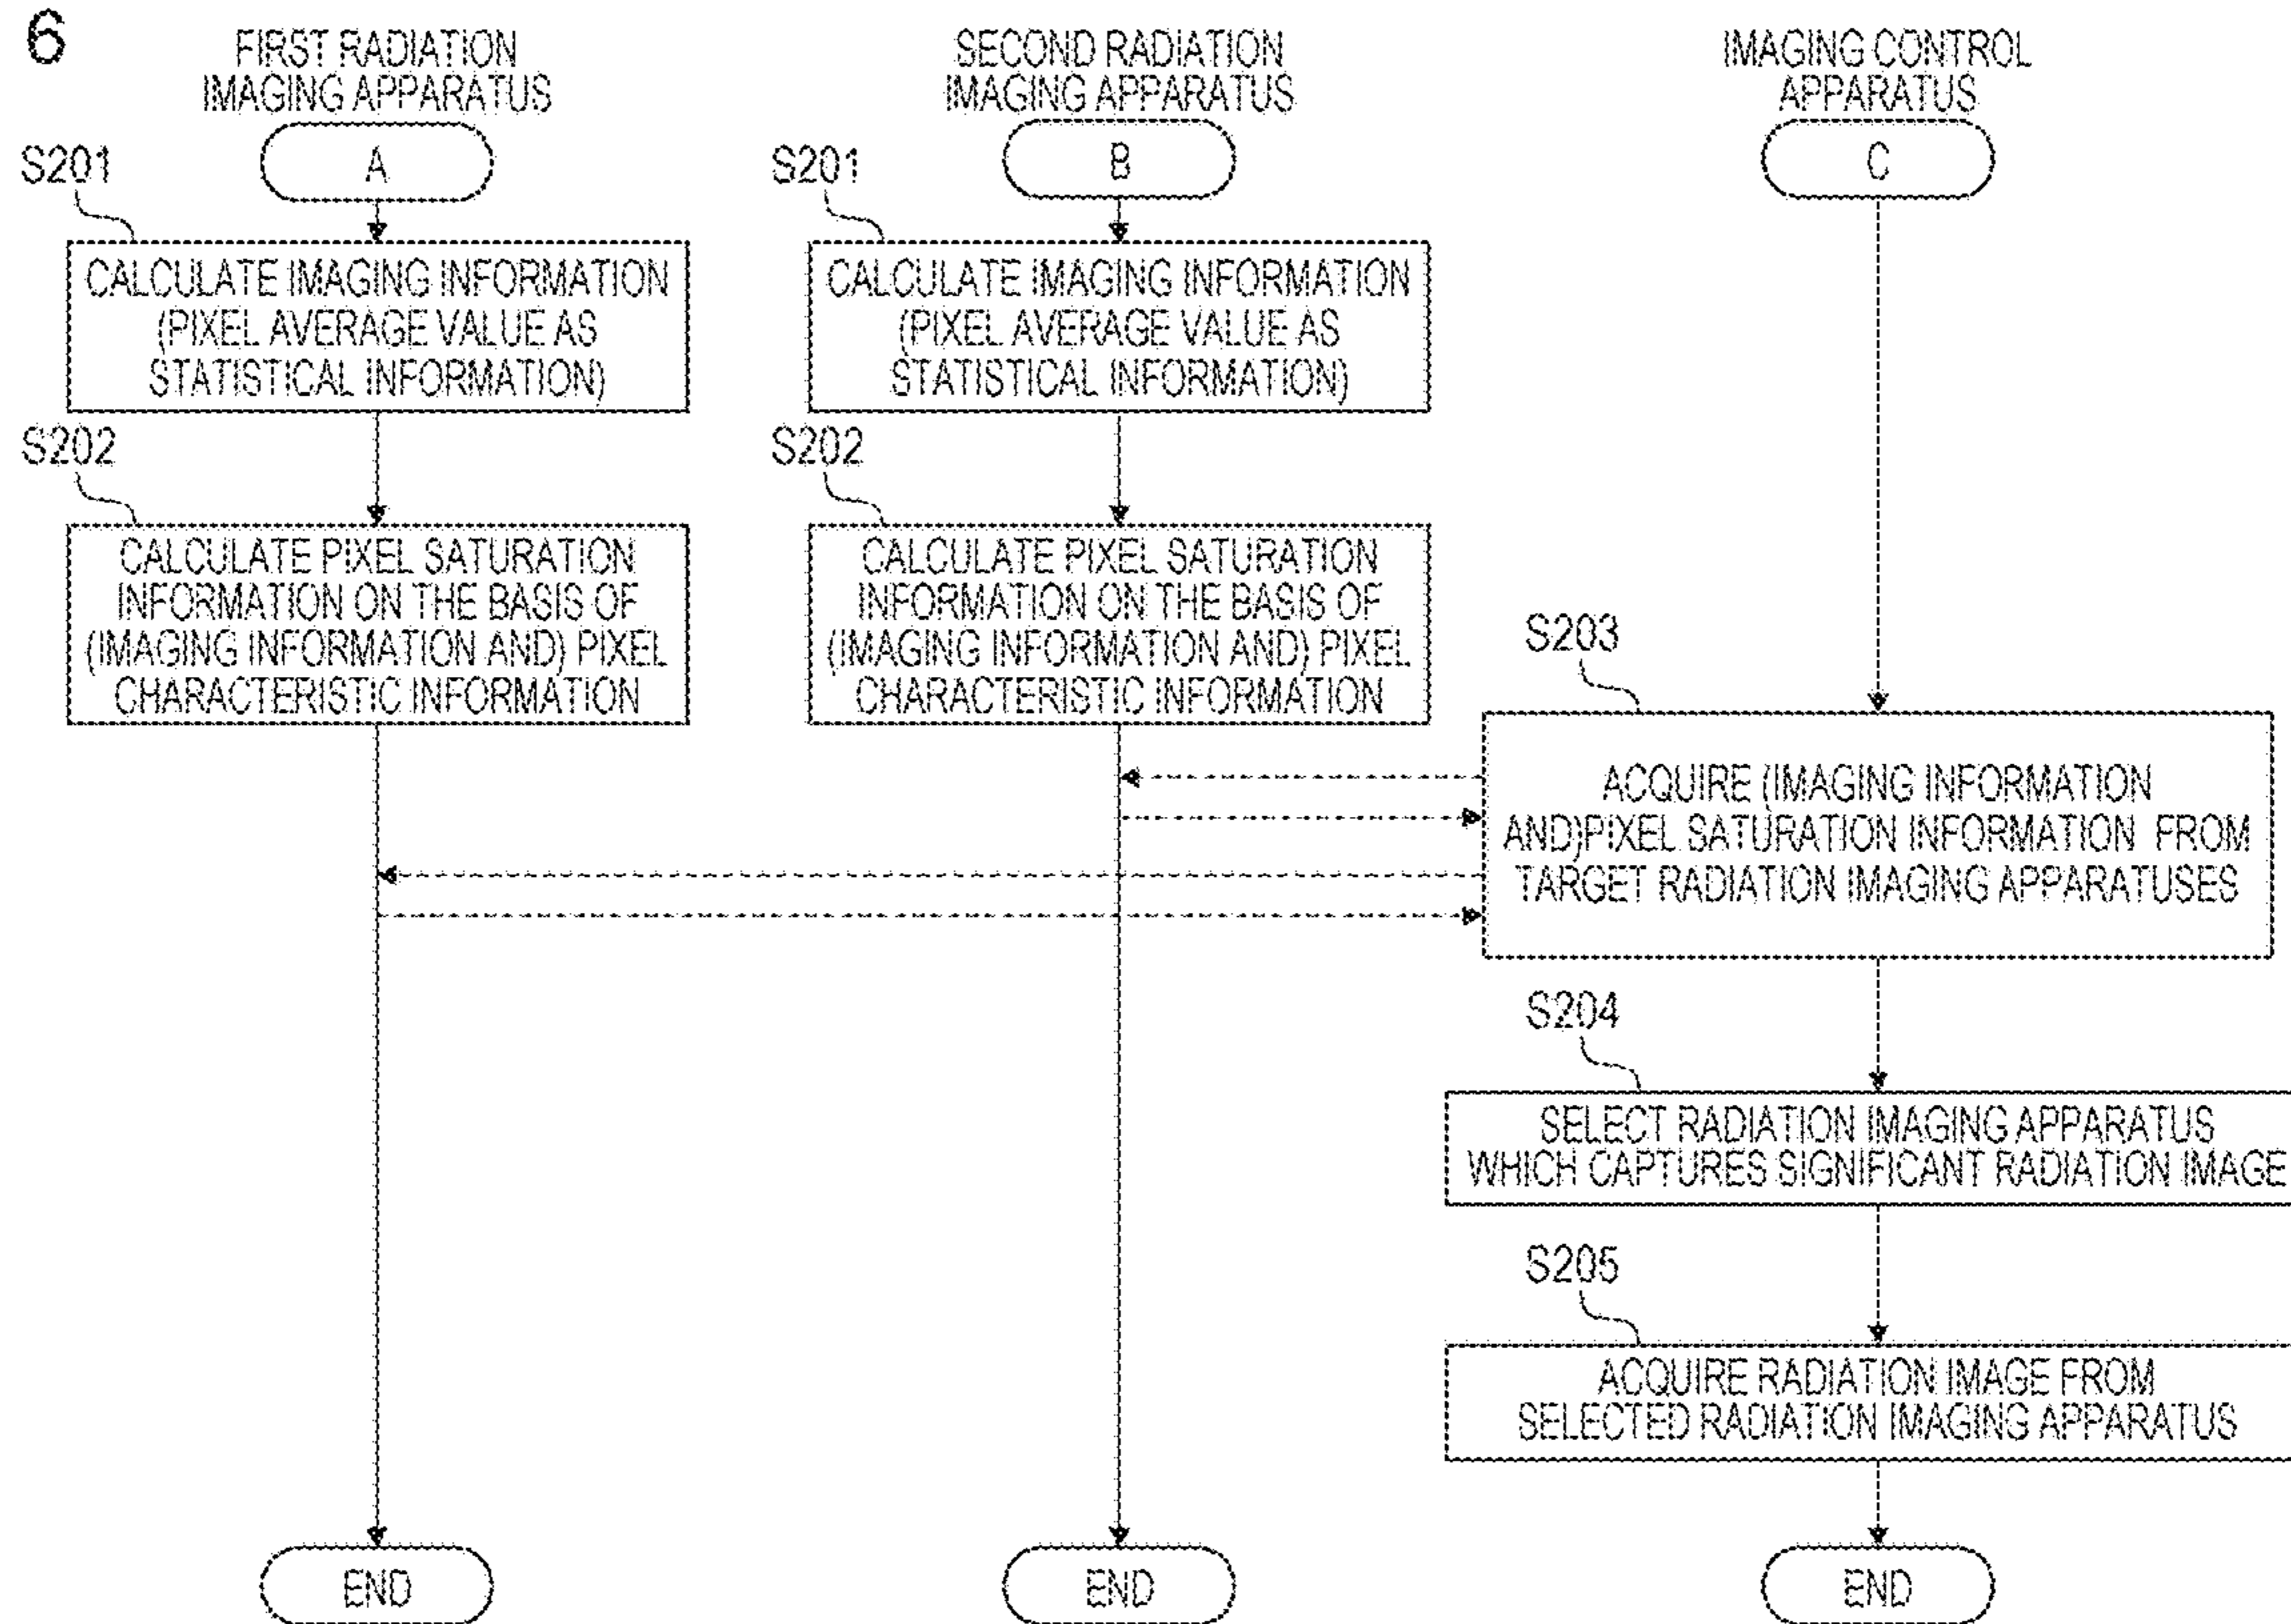 6
FIRST RADIATION
IMAGING APPARATUS
A
S201
CALCULATE IMAGING INFORMATION
(PIXEL AVERAGE VALUE AS
STATISTICAL INFORMATION)
S202
CALCULATE PIXEL SATURATION
INFORMATION ON THE BASIS OF
(IMAGING INFORMATION AND) PIXEL
CHARACTERISTIC INFORMATION
END
SECOND RADIATION
IMAGING APPARATUS
B
S201
CALCULATE IMAGING INFORMATION
(PIXEL AVERAGE VALUE AS
STATISTICAL INFORMATION)
S202
CALCULATE PIXEL SATURATION
INFORMATION ON THE BASIS OF
(IMAGING INFORMATION AND) PIXEL
CHARACTERISTIC INFORMATION
END
IMAGING CONTROL
APPARATUS
C
S203
ACQUIRE (IMAGING INFORMATION
AND)PIXEL SATURATION INFORMATION FROM
TARGET RADIATION IMAGING APPARATUSES
S204
SELECT RADIATION IMAGING APPARATUS
WHICH CAPTURES SIGNIFICANT RADIATION IMAGE
S205
ACQUIRE RADIATION IMAGE FROM
SELECTED RADIATION IMAGING APPARATUS
END